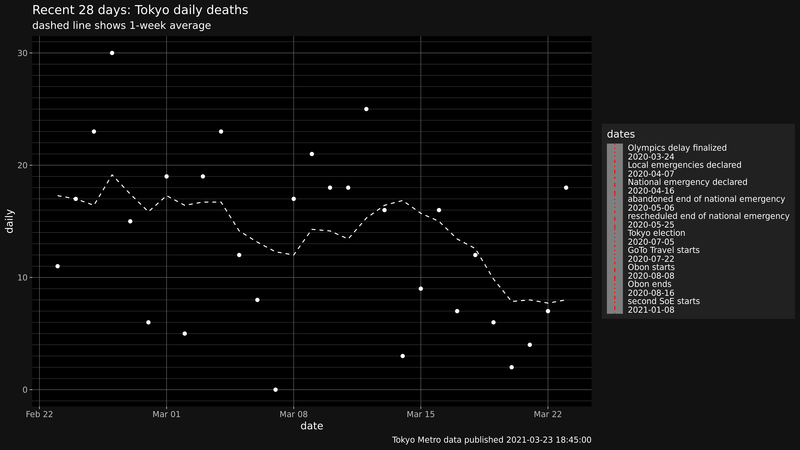 Recent 28 days: Tokyo daily deaths
dashed line shows 1-week average
30
20
10
0
daily
Feb 22
Mar 01
Mar 08
Mar 15
Mar 22
date
dates
Olympics delay finalized
2020-03-24
Local emergencies declared
2020-04-07
National emergency declared
2020-04-16
abandoned end of national emergency
2020-05-06
rescheduled end of national emergency
2020-05-25
Tokyo election
2020-07-05
GoTo Travel starts
2020-07-22
Obon starts
2020-08-08
Obon ends
2020-08-16
second SoE starts
2021-01-08
Tokyo Metro data published 2021-03-23 18:45:00